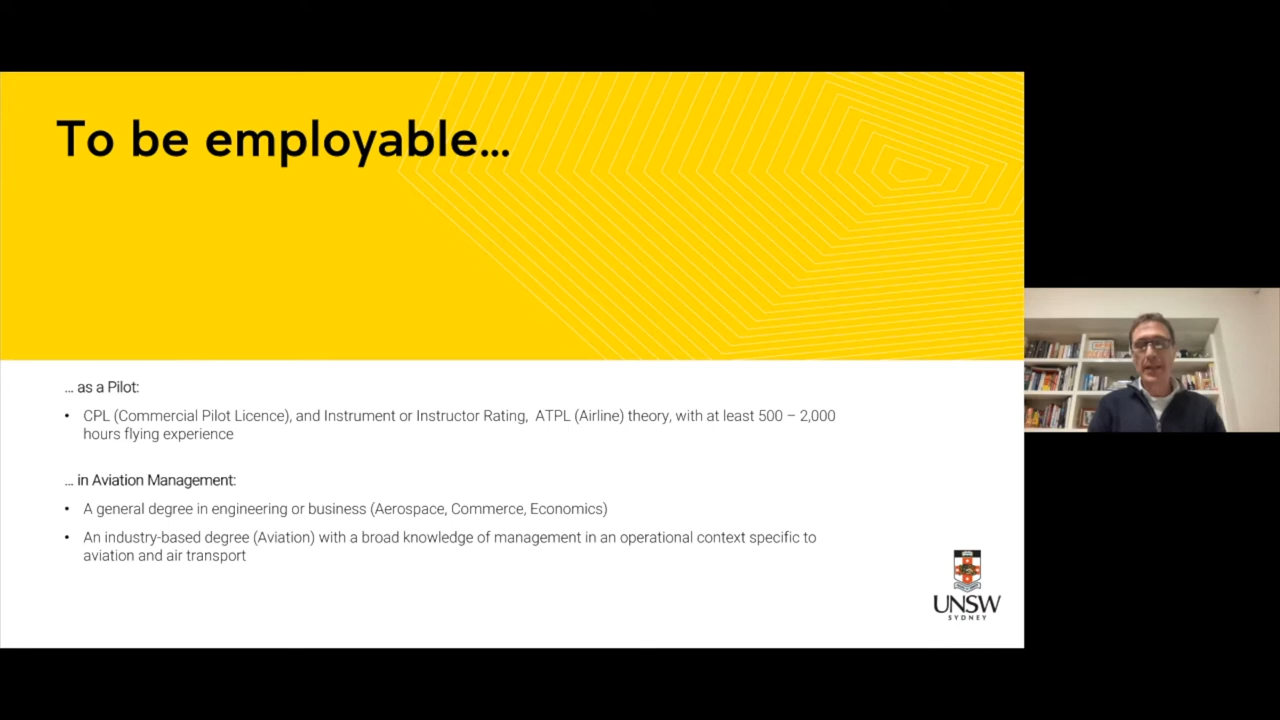 To be employable...
... as a Pilot:
• CPL (Commercial Pilot Licence), and Instrument or Instructor Rating, ATPL (Airline) theory, with at least 500 – 2,000
hours flying experience
... in Aviation Management:
• A general degree in engineering or business (Aerospace, Commerce, Economics)
• An industry-based degree (Aviation) with a broad knowledge of management in an operational context specific to
aviation and air transport
UNSW
SYDNEY